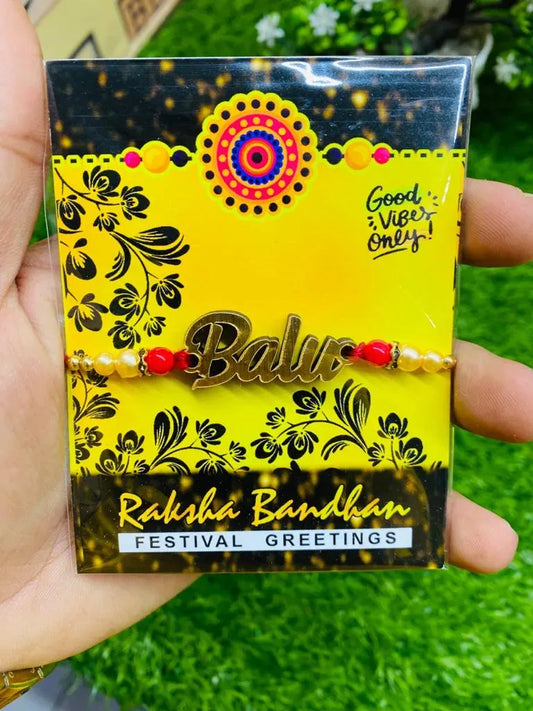 Good
Vibes
Only!
Balu
Raksha Bandhan
FESTIVAL GREETINGS